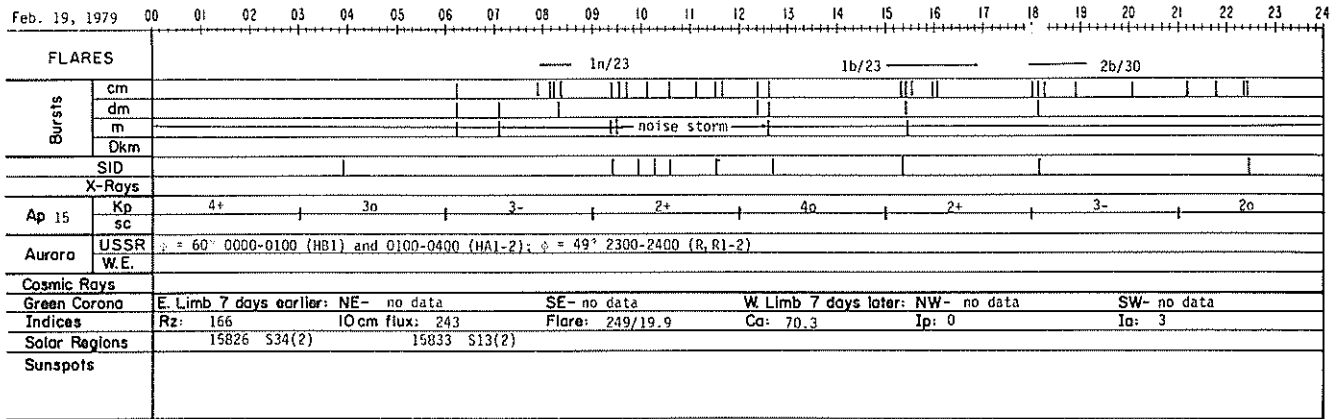 Feb. 19, 1979 00 01 02 03 04 05 06 07 08 09 10 11 12 13 14 15 16 17 18 19 20 21 22 23 24
FLARES 1n/23 1b/23 2b/30
Bursts
cm
dm
m noise storm
Dkm
SID
X-Rays
Ap 15 Kp 4+ 3o 3- 2+ 4o 2+ 3- 2o
sc
Aurora USSR = 60° 0000-0100 (HB1) and 0100-0400 (HA1-2); φ = 49° 2300-2400 (R,R1-2)
W.E.
Cosmic Rays
Green Corona E. Limb 7 days earlier: NE- no data SE- no data W. Limb 7 days later: NW- no data SW- no data
Indices Rz: 166 10cm flux: 243 Flare: 249/19.9 Ca: 70.3 Ip: 0 Ia: 3
Solar Regions 15826 S34(2) 15833 S13(2)
Sunspots